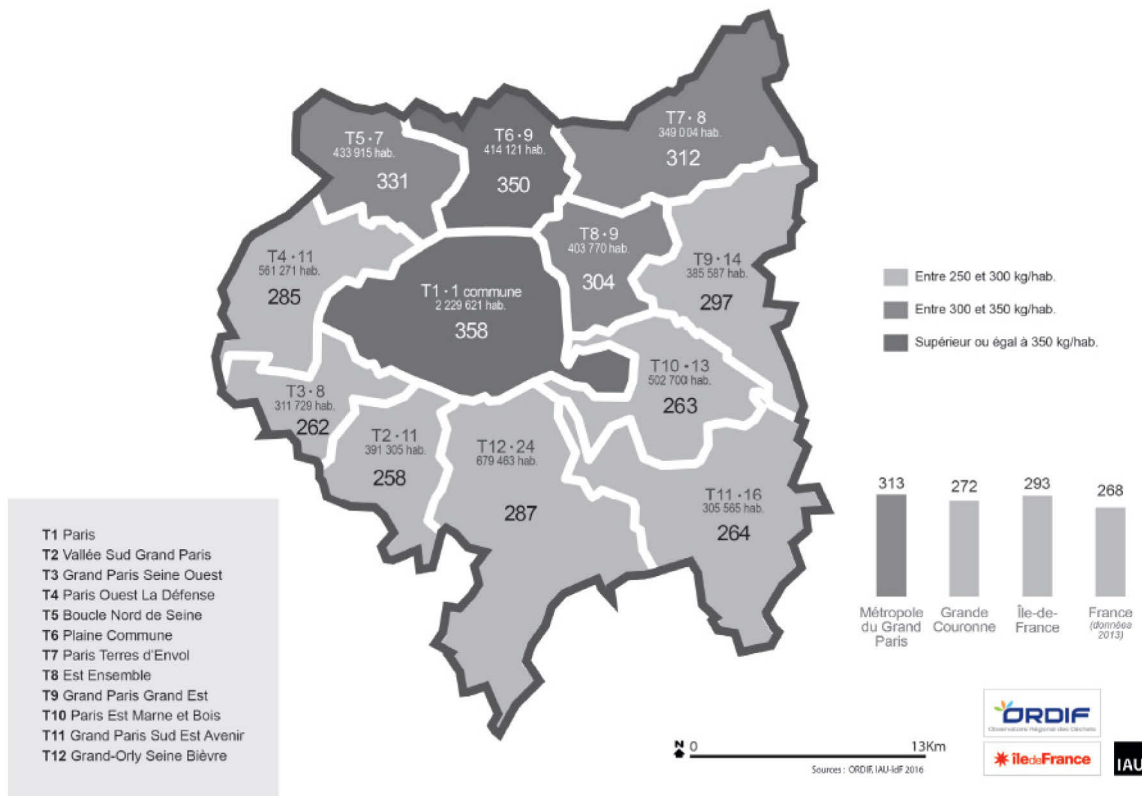 T7 · 8
349 004 hab.
312
T6 · 9
414 121 hab.
350
T5 · 7
433 915 hab.
331
T8 · 9
403 770 hab.
304
T4 · 11
561 271 hab.
285
T9 · 14
385 587 hab.
297
T1 · 1 commune
2 229 621 hab.
358
T10 · 13
502 700 hab.
263
T3 · 8
311 729 hab.
262
T2 · 11
391 305 hab.
258
T12 · 24
679 463 hab.
287
T11 · 16
305 565 hab.
264
Entre 250 et 300 kg/hab.
Entre 300 et 350 kg/hab.
Supérieur ou égal à 350 kg/hab.
313 272 293 268
Métropole du Grand Paris
Grande Couronne
Île-de-France
France
(données 2013)
T1 Paris
T2 Vallée Sud Grand Paris
T3 Grand Paris Seine Ouest
T4 Paris Ouest La Défense
T5 Boucle Nord de Seine
T6 Plaine Commune
T7 Paris Terres d'Envol
T8 Est Ensemble
T9 Grand Paris Grand Est
T10 Paris Est Marne et Bois
T11 Grand Paris Sud Est Avenir
T12 Grand-Orly Seine Bièvre
N 0 13Km
Sources : ORDIF, IAU-IdF 2016
ORDIF
Observatoire Régional des Déchets
île de France
IAU